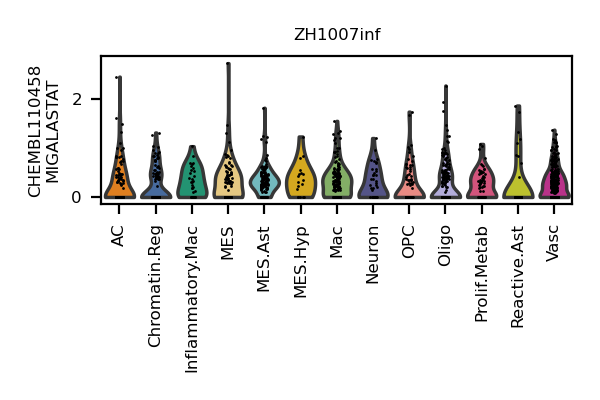 ZH1007inf
CHEMBL110458
MIGALASTAT
2
0
AC
Chromatin.Reg
Inflammatory.Mac
MES
MES.Ast
MES.Hyp
Mac
Neuron
OPC
Oligo
Prolif.Metab
Reactive.Ast
Vasc